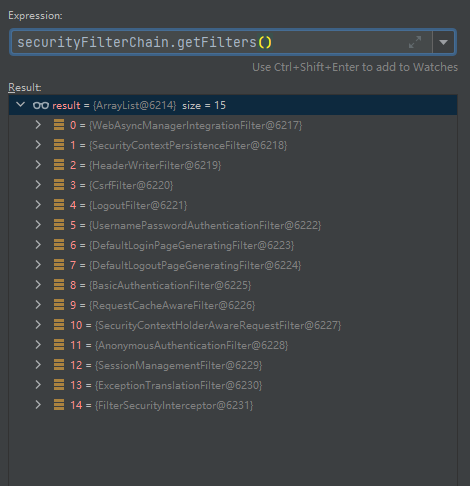 Expression:
securityFilterChain.getFilters()
Use Ctrl+Shift+Enter to add to Watches
Result:
result = {ArrayList@6214} size = 15
0 = {WebAsyncManagerIntegrationFilter@6217}
1 = {SecurityContextPersistenceFilter@6218}
2 = {HeaderWriterFilter@6219}
3 = {CsrfFilter@6220}
4 = {LogoutFilter@6221}
5 = {UsernamePasswordAuthenticationFilter@6222}
6 = {DefaultLoginPageGeneratingFilter@6223}
7 = {DefaultLogoutPageGeneratingFilter@6224}
8 = {BasicAuthenticationFilter@6225}
9 = {RequestCacheAwareFilter@6226}
10 = {SecurityContextHolderAwareRequestFilter@6227}
11 = {AnonymousAuthenticationFilter@6228}
12 = {SessionManagementFilter@6229}
13 = {ExceptionTranslationFilter@6230}
14 = {FilterSecurityInterceptor@6231}